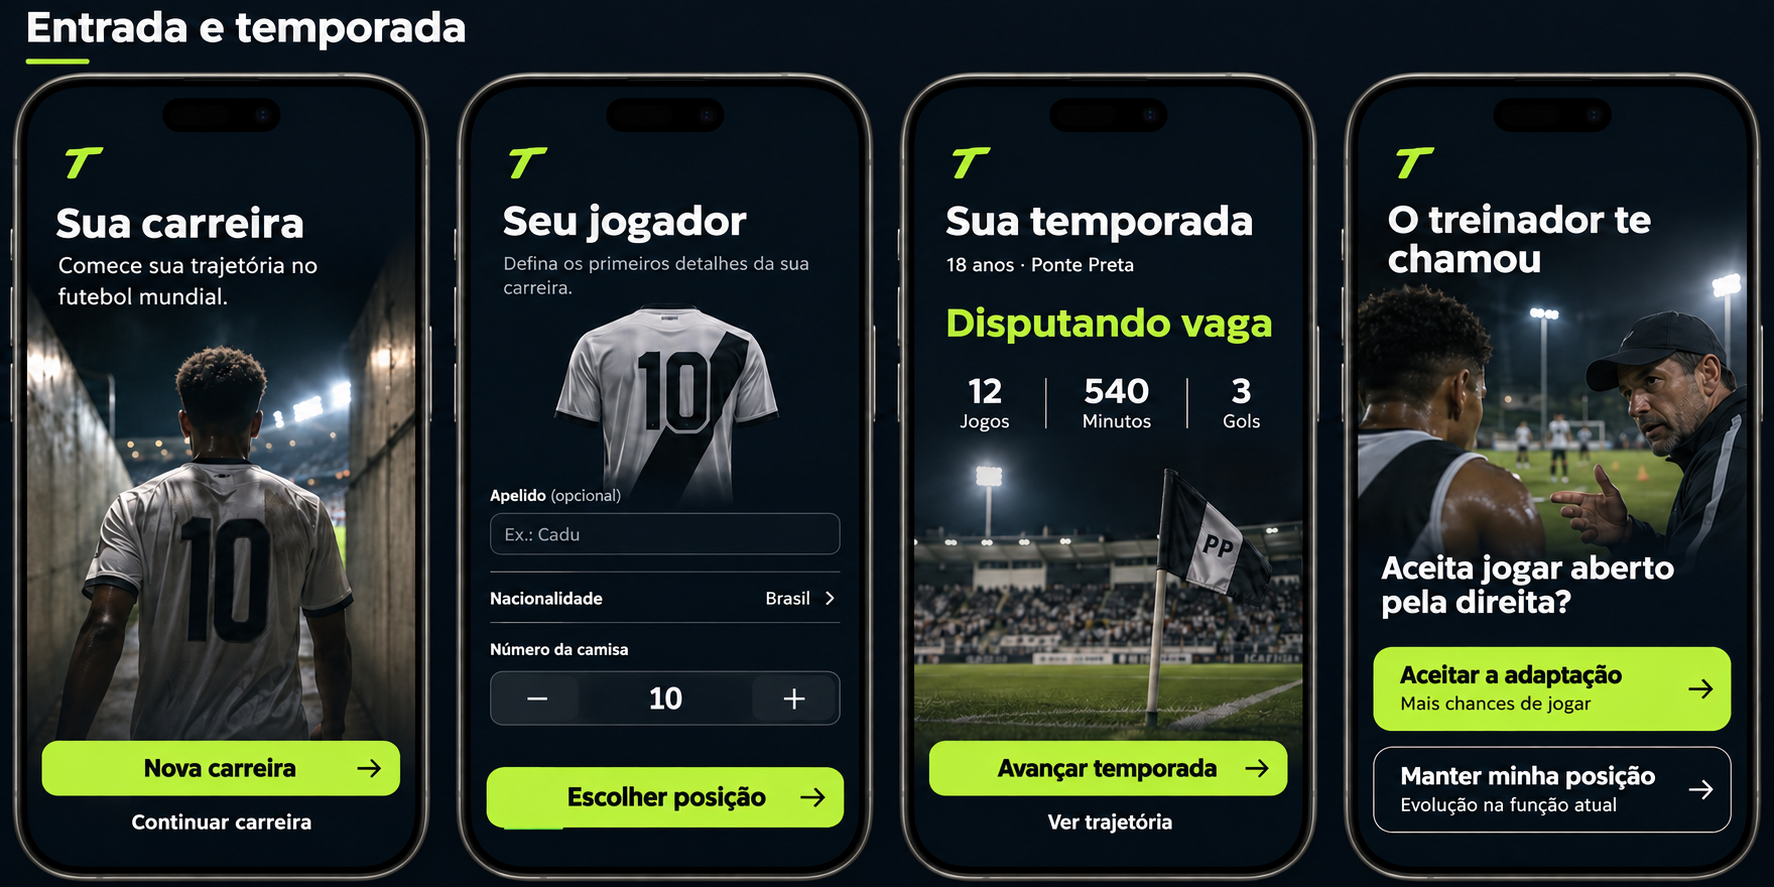 Entrada e temporada
T
Sua carreira
Comece sua trajetória no
futebol mundial.
10
Nova carreira
Continuar carreira
T
Seu jogador
Defina os primeiros detalhes da sua
carreira.
10
Apelido (opcional)
Ex.: Cadu
Nacionalidade Brasil
Número da camisa
− 10 +
Escolher posição
T
Sua temporada
18 anos · Ponte Preta
Disputando vaga
12 540 3
Jogos Minutos Gols
PP
Avançar temporada
Ver trajetória
T
O treinador te
chamou
Aceita jogar aberto
pela direita?
Aceitar a adaptação
Mais chances de jogar
Manter minha posição
Evolução na função atual